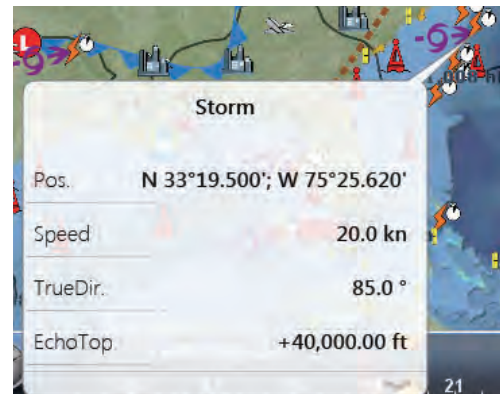 Storm
Pos. N 33°19.500'; W 75°25.620'
Speed 20.0 kn
TrueDir. 85.0 °
EchoTop +40,000.00 ft
21